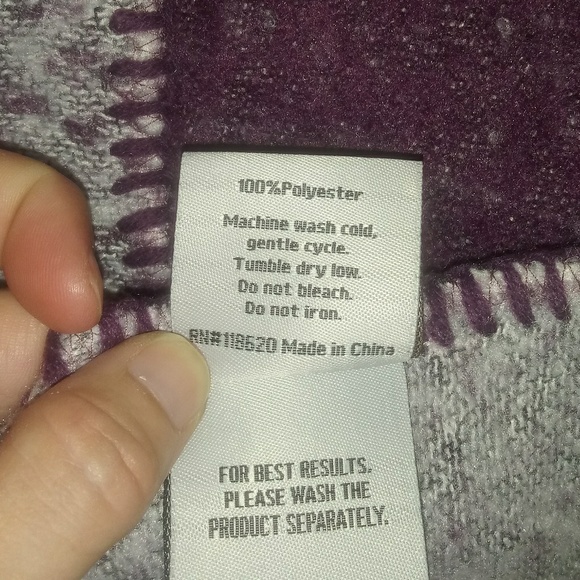 100%Polyester
Machine wash cold,
gentle cycle.
Tumble dry low.
Do not bleach.
Do not iron.
RN#118620 Made in China
FOR BEST RESULTS.
PLEASE WASH THE
PRODUCT SEPARATELY.